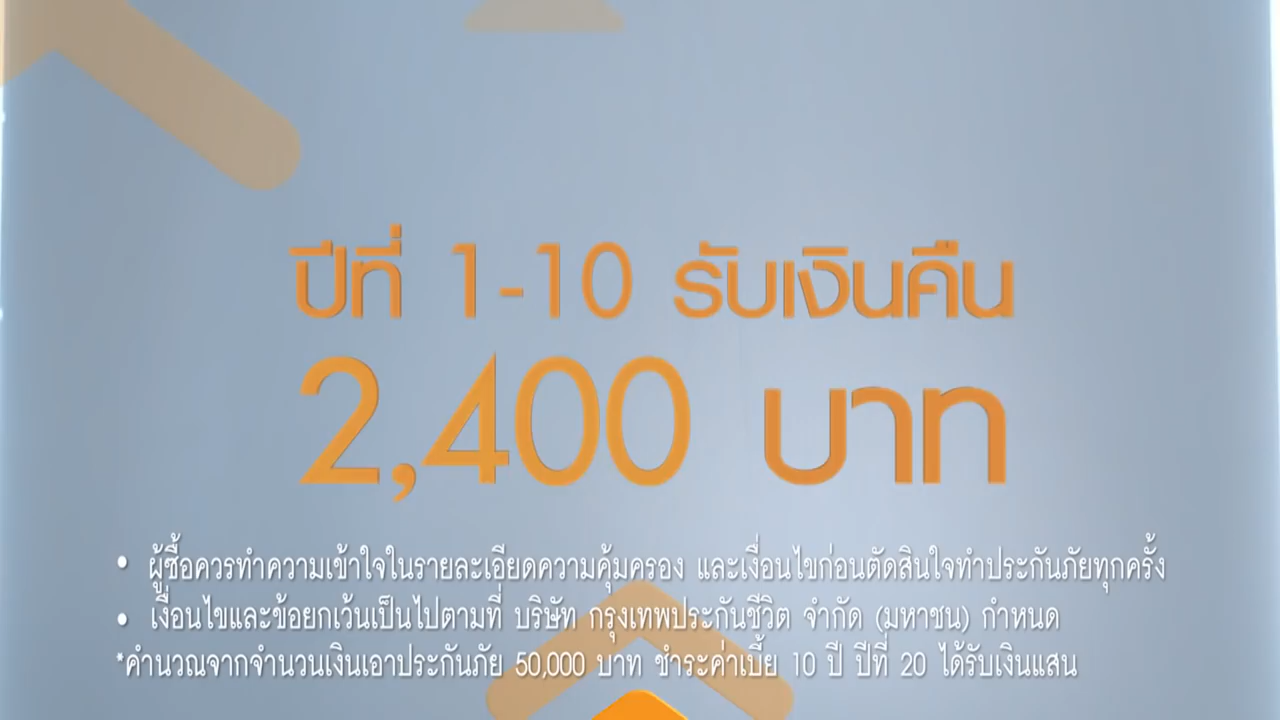 ปีที่ 1-10 รับเงินคืน
2,400 บาท
• ผู้ซื้อควรทำความเข้าใจในรายละเอียดความคุ้มครอง และเงื่อนไขก่อนตัดสินใจทำประกันภัยทุกครั้ง
• เงื่อนไขและข้อยกเว้นเป็นไปตามที่ บริษัท กรุงเทพประกันชีวิต จำกัด (มหาชน) กำหนด
*คำนวณจากจำนวนเงินเอาประกันภัย 50,000 บาท ชำระค่าเบี้ย 10 ปี ปีที่ 20 ได้รับเงินแสน